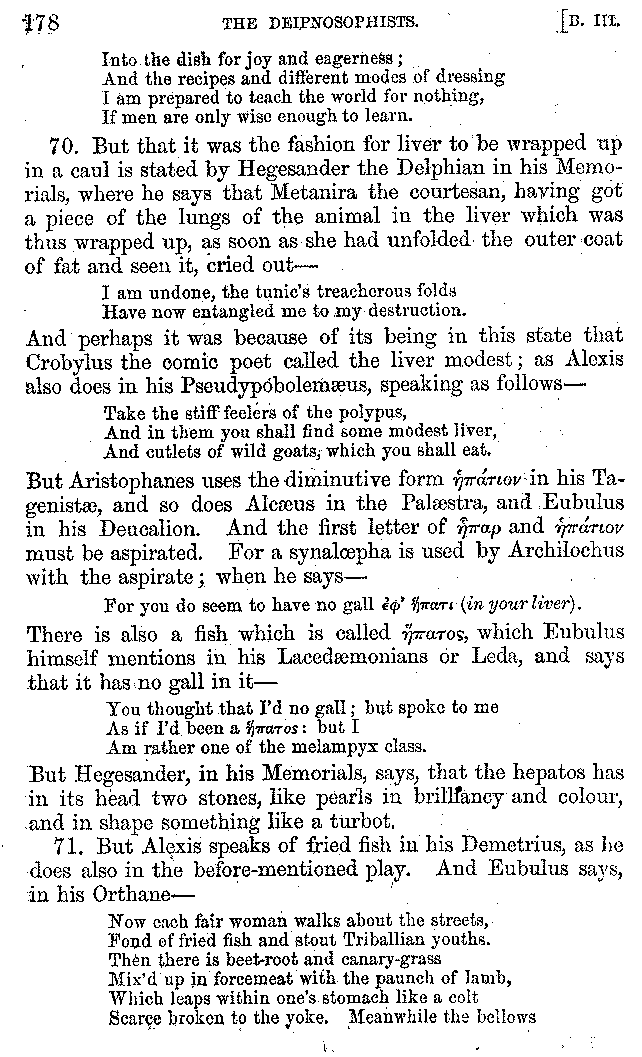 178 THE DEIPNOSOPHISTS. [B. III.
Into the dish for joy and eagerness;
And the recipes and different modes of dressing
I am prepared to teach the world for nothing,
If men are only wise enough to learn.
70. But that it was the fashion for liver to be wrapped up
in a caul is stated by Hegesander the Delphian in his Memo-
rials, where he says that Metanira the courtesan, having got
a piece of the lungs of the animal in the liver which was
thus wrapped up, as soon as she had unfolded the outer coat
of fat and seen it, cried out—
I am undone, the tunic's treacherous folds
Have now entangled me to my destruction.
And perhaps it was because of its being in this state that
Crobylus the comic poet called the liver modest; as Alexis
also does in his Pseudypobolemæus, speaking as follows—
Take the stiff feelers of the polypus,
And in them you shall find some modest liver,
And cutlets of wild goats, which you shall eat.
But Aristophanes uses the diminutive form ἡπάτιον in his Ta-
genistæ, and so does Alcæus in the Palæstra, and Eubulus
in his Deucalion. And the first letter of ἧπαρ and ἡπάτιον
must be aspirated. For a synalœpha is used by Archilochus
with the aspirate; when he says—
For you do seem to have no gall ἐφ' ἥπατι (in your liver).
There is also a fish which is called ἥπατος, which Eubulus
himself mentions in his Lacedæmonians or Leda, and says
that it has no gall in it—
You thought that I'd no gall; but spoke to me
As if I'd been a ἥπατος: but I
Am rather one of the melampyx class.
But Hegesander, in his Memorials, says, that the hepatos has
in its head two stones, like pearls in brilliancy and colour,
and in shape something like a turbot.
71. But Alexis speaks of fried fish in his Demetrius, as he
does also in the before-mentioned play. And Eubulus says,
in his Orthane—
Now each fair woman walks about the streets,
Fond of fried fish and stout Triballian youths.
Then there is beet-root and canary-grass
Mix'd up in forcemeat with the paunch of lamb,
Which leaps within one's stomach like a colt
Scarce broken to the yoke. Meanwhile the bellows